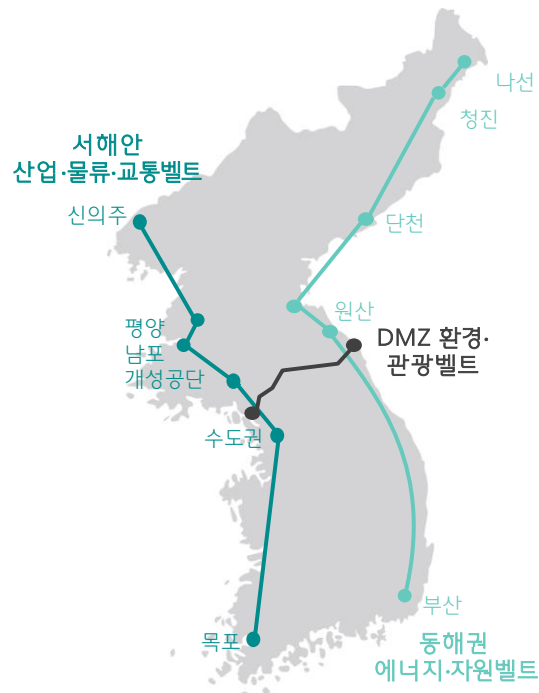 나선
청진
서해안
산업·물류·교통벨트
신의주
단천
원산
평양
남포
개성공단
DMZ 환경·
관광벨트
수도권
부산
목포
동해권
에너지·자원벨트